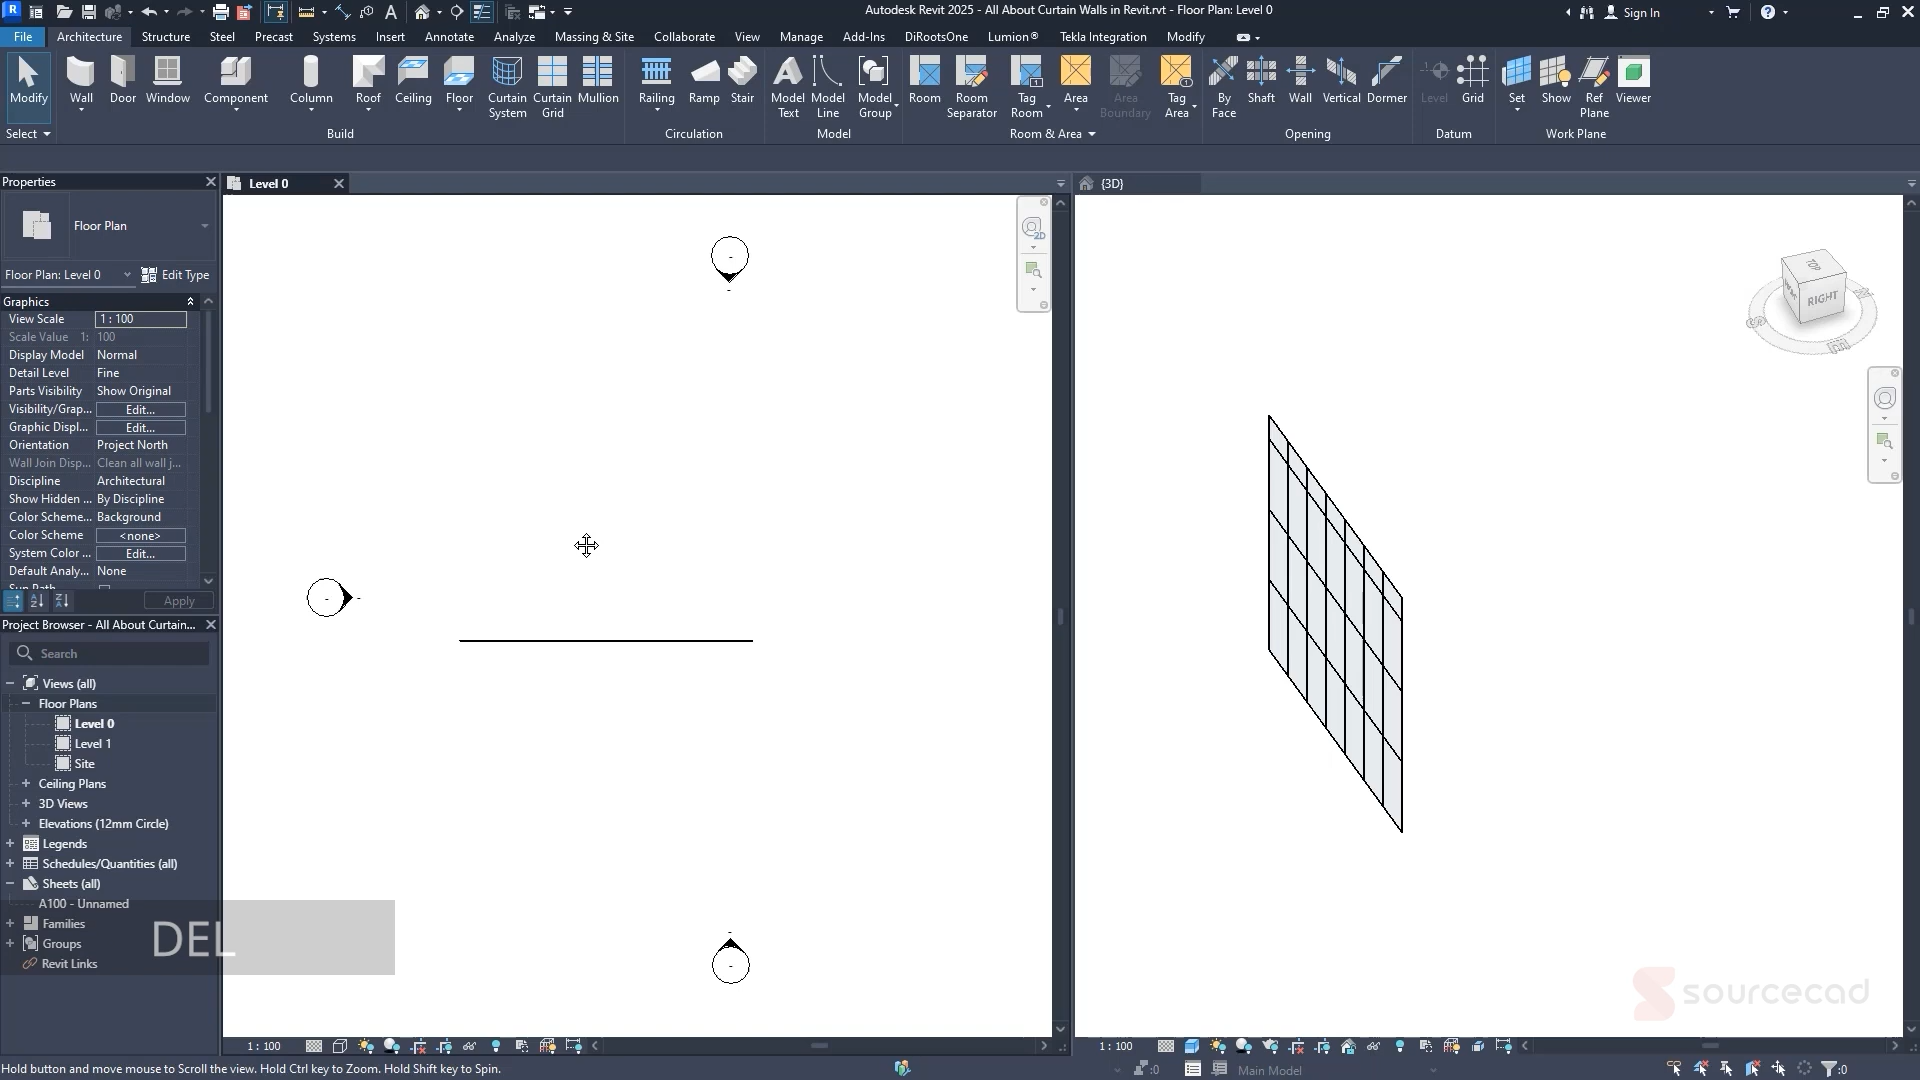 Autodesk Revit 2025 - All About Curtain Walls in Revit.rvt - Floor Plan: Level 0
Sign In
File Architecture Structure Steel Precast Systems Insert Annotate Analyze Massing & Site Collaborate View Manage Add-Ins DiRootsOne Lumion® Tekla Integration Modify
Modify Wall Door Window Component Column Roof Ceiling Floor Curtain System Curtain Grid Mullion Railing Ramp Stair Model Text Model Line Model Group Room Room Separator Tag Room Area Area Boundary Tag Area By Face Shaft Wall Vertical Dormer Level Grid Set Show Ref Plane Viewer
Select Build Circulation Model Room & Area Opening Datum Work Plane
Properties
Level 0
{3D}
Floor Plan
Floor Plan: Level 0 Edit Type
Graphics
View Scale 1 : 100
Scale Value 1: 100
Display Model Normal
Detail Level Fine
Parts Visibility Show Original
Visibility/Grap... Edit...
Graphic Displ... Edit...
Orientation Project North
Wall Join Disp... Clean all wall j...
Discipline Architectural
Show Hidden ... By Discipline
Color Scheme... Background
Color Scheme <none>
System Color ... Edit...
Default Analy... None
Sun Path
Apply
Project Browser - All About Curtain...
Search
Views (all)
Floor Plans
Level 0
Level 1
Site
Ceiling Plans
3D Views
Elevations (12mm Circle)
Legends
Schedules/Quantities (all)
Sheets (all)
A100 - Unnamed
Families
Groups
Revit Links
DEL
2D
TOP
RIGHT
S
E
sourcecad
1 : 100
1 : 100
Hold button and move mouse to Scroll the view. Hold Ctrl key to Zoom. Hold Shift key to Spin.
:0
Main Model
:0